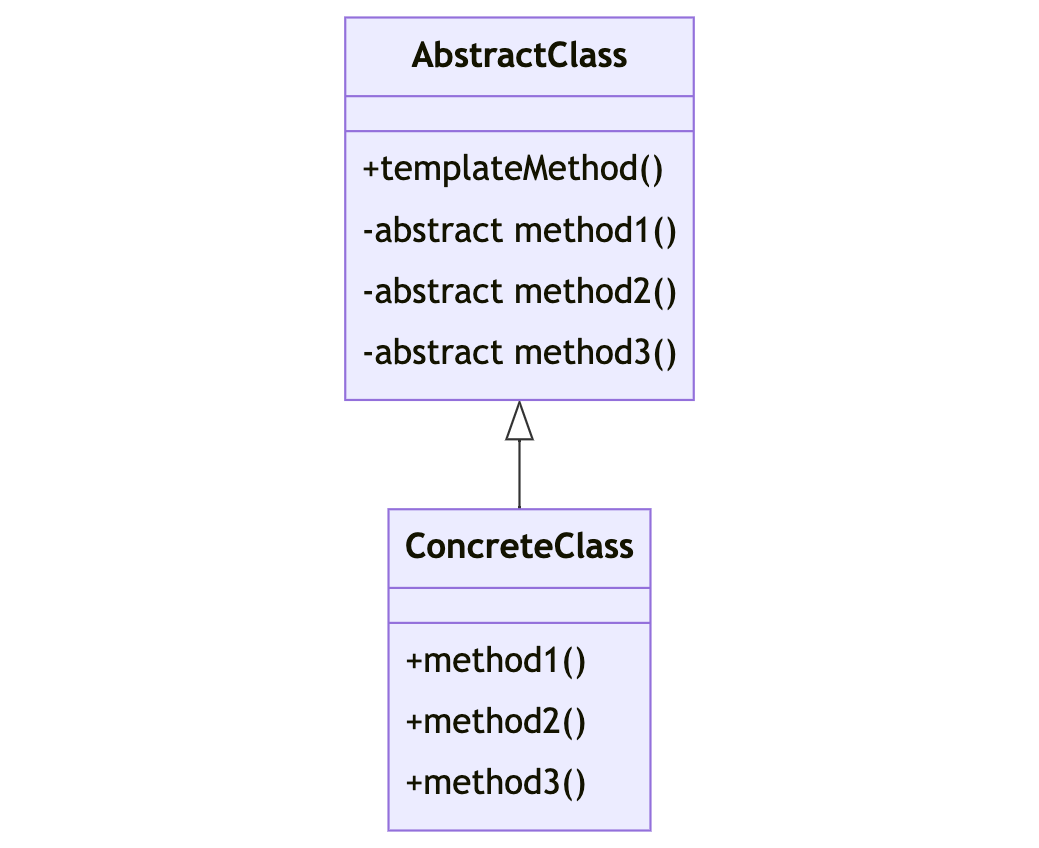 AbstractClass
+templateMethod()
-abstract method1()
-abstract method2()
-abstract method3()
ConcreteClass
+method1()
+method2()
+method3()